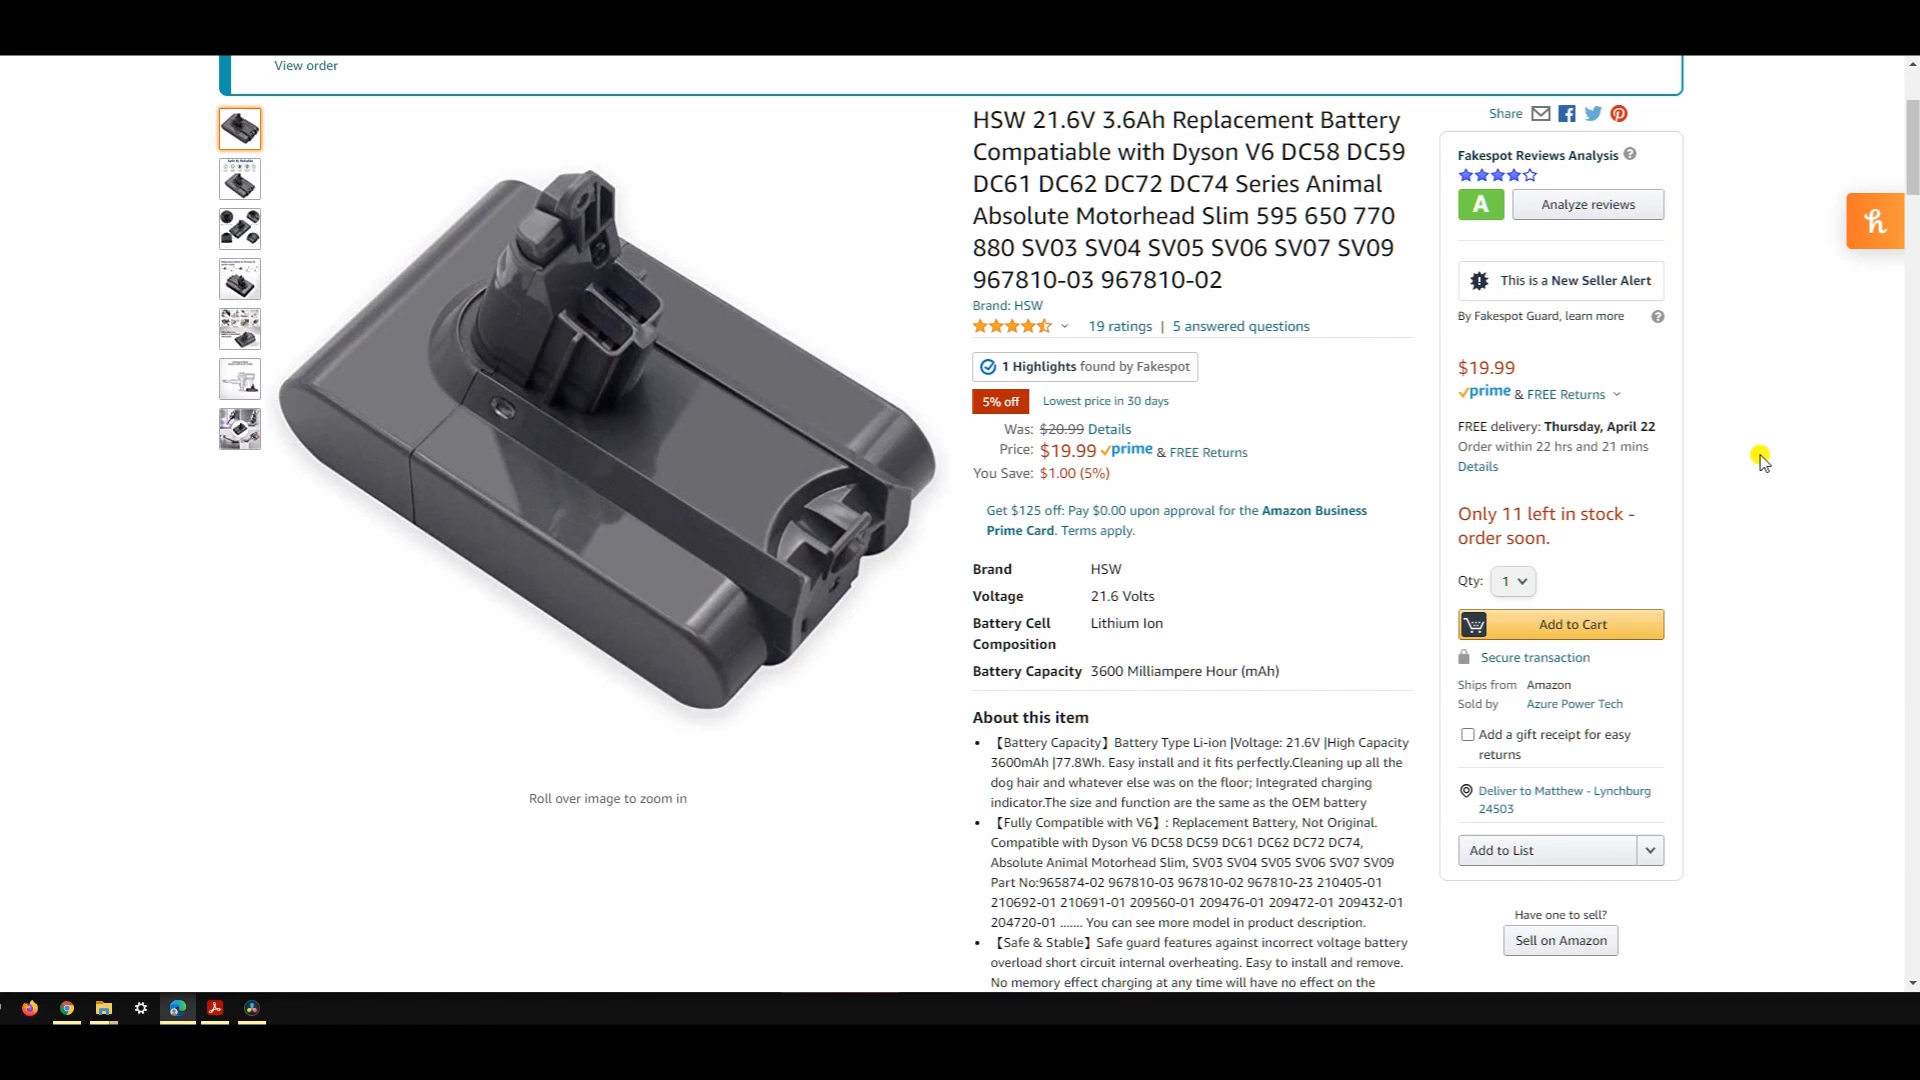 View order
HSW 21.6V 3.6Ah Replacement Battery
Compatiable with Dyson V6 DC58 DC59
DC61 DC62 DC72 DC74 Series Animal
Absolute Motorhead Slim 595 650 770
880 SV03 SV04 SV05 SV06 SV07 SV09
967810-03 967810-02
Brand: HSW
19 ratings | 5 answered questions
1 Highlights found by Fakespot
5% off Lowest price in 30 days
Was: $20.99 Details
Price: $19.99 prime & FREE Returns
You Save: $1.00 (5%)
Get $125 off: Pay $0.00 upon approval for the Amazon Business
Prime Card. Terms apply.
Brand HSW
Voltage 21.6 Volts
Battery Cell Lithium Ion
Composition
Battery Capacity 3600 Milliampere Hour (mAh)
About this item
• 【Battery Capacity】Battery Type Li-ion |Voltage: 21.6V |High Capacity
3600mAh |77.8Wh. Easy install and it fits perfectly.Cleaning up all the
dog hair and whatever else was on the floor; Integrated charging
indicator.The size and function are the same as the OEM battery
• 【Fully Compatible with V6】: Replacement Battery, Not Original.
Compatible with Dyson V6 DC58 DC59 DC61 DC62 DC72 DC74,
Absolute Animal Motorhead Slim, SV03 SV04 SV05 SV06 SV07 SV09
Part No:965874-02 967810-03 967810-02 967810-23 210405-01
210692-01 210691-01 209560-01 209476-01 209472-01 209432-01
204720-01 ....... You can see more model in product description.
• 【Safe & Stable】Safe guard features against incorrect voltage battery
overload short circuit internal overheating. Easy to install and remove.
No memory effect charging at any time will have no effect on the
Roll over image to zoom in
Share
Fakespot Reviews Analysis
A Analyze reviews
This is a New Seller Alert
By Fakespot Guard, learn more
$19.99
prime & FREE Returns
FREE delivery: Thursday, April 22
Order within 22 hrs and 21 mins
Details
Only 11 left in stock -
order soon.
Qty: 1
Add to Cart
Secure transaction
Ships from Amazon
Sold by Azure Power Tech
Add a gift receipt for easy
returns
Deliver to Matthew - Lynchburg
24503
Add to List
Have one to sell?
Sell on Amazon
h